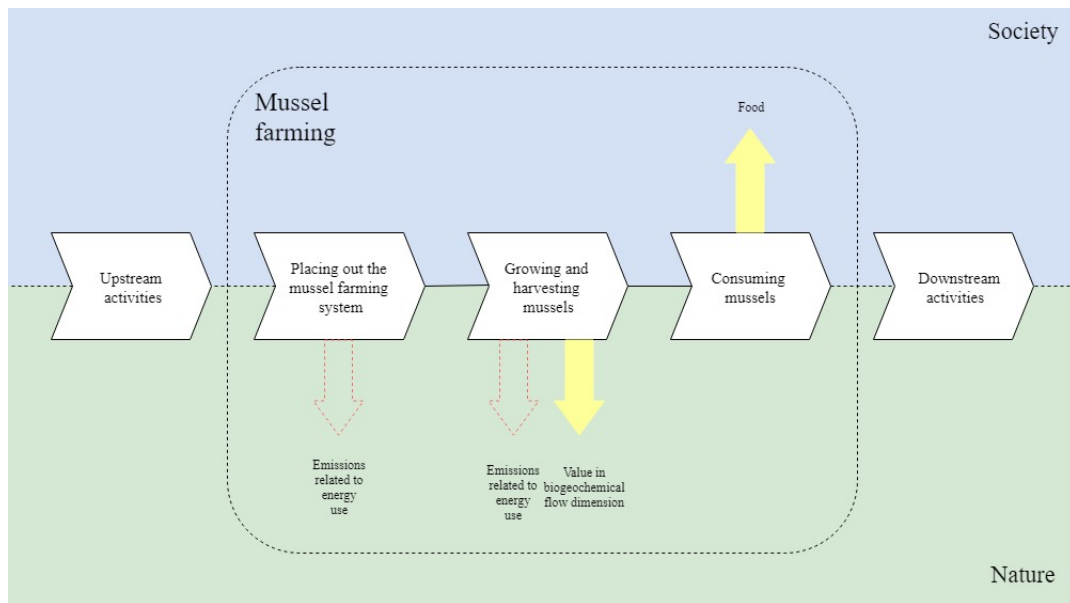 Society
Mussel
farming
Food
Upstream
activities
Placing out the
mussel farming
system
Growing and
harvesting
mussels
Consuming
mussels
Downstream
activities
Emissions
related to
energy
use
Emissions
related to
energy
use
Value in
biogeochemical
flow dimension
Nature